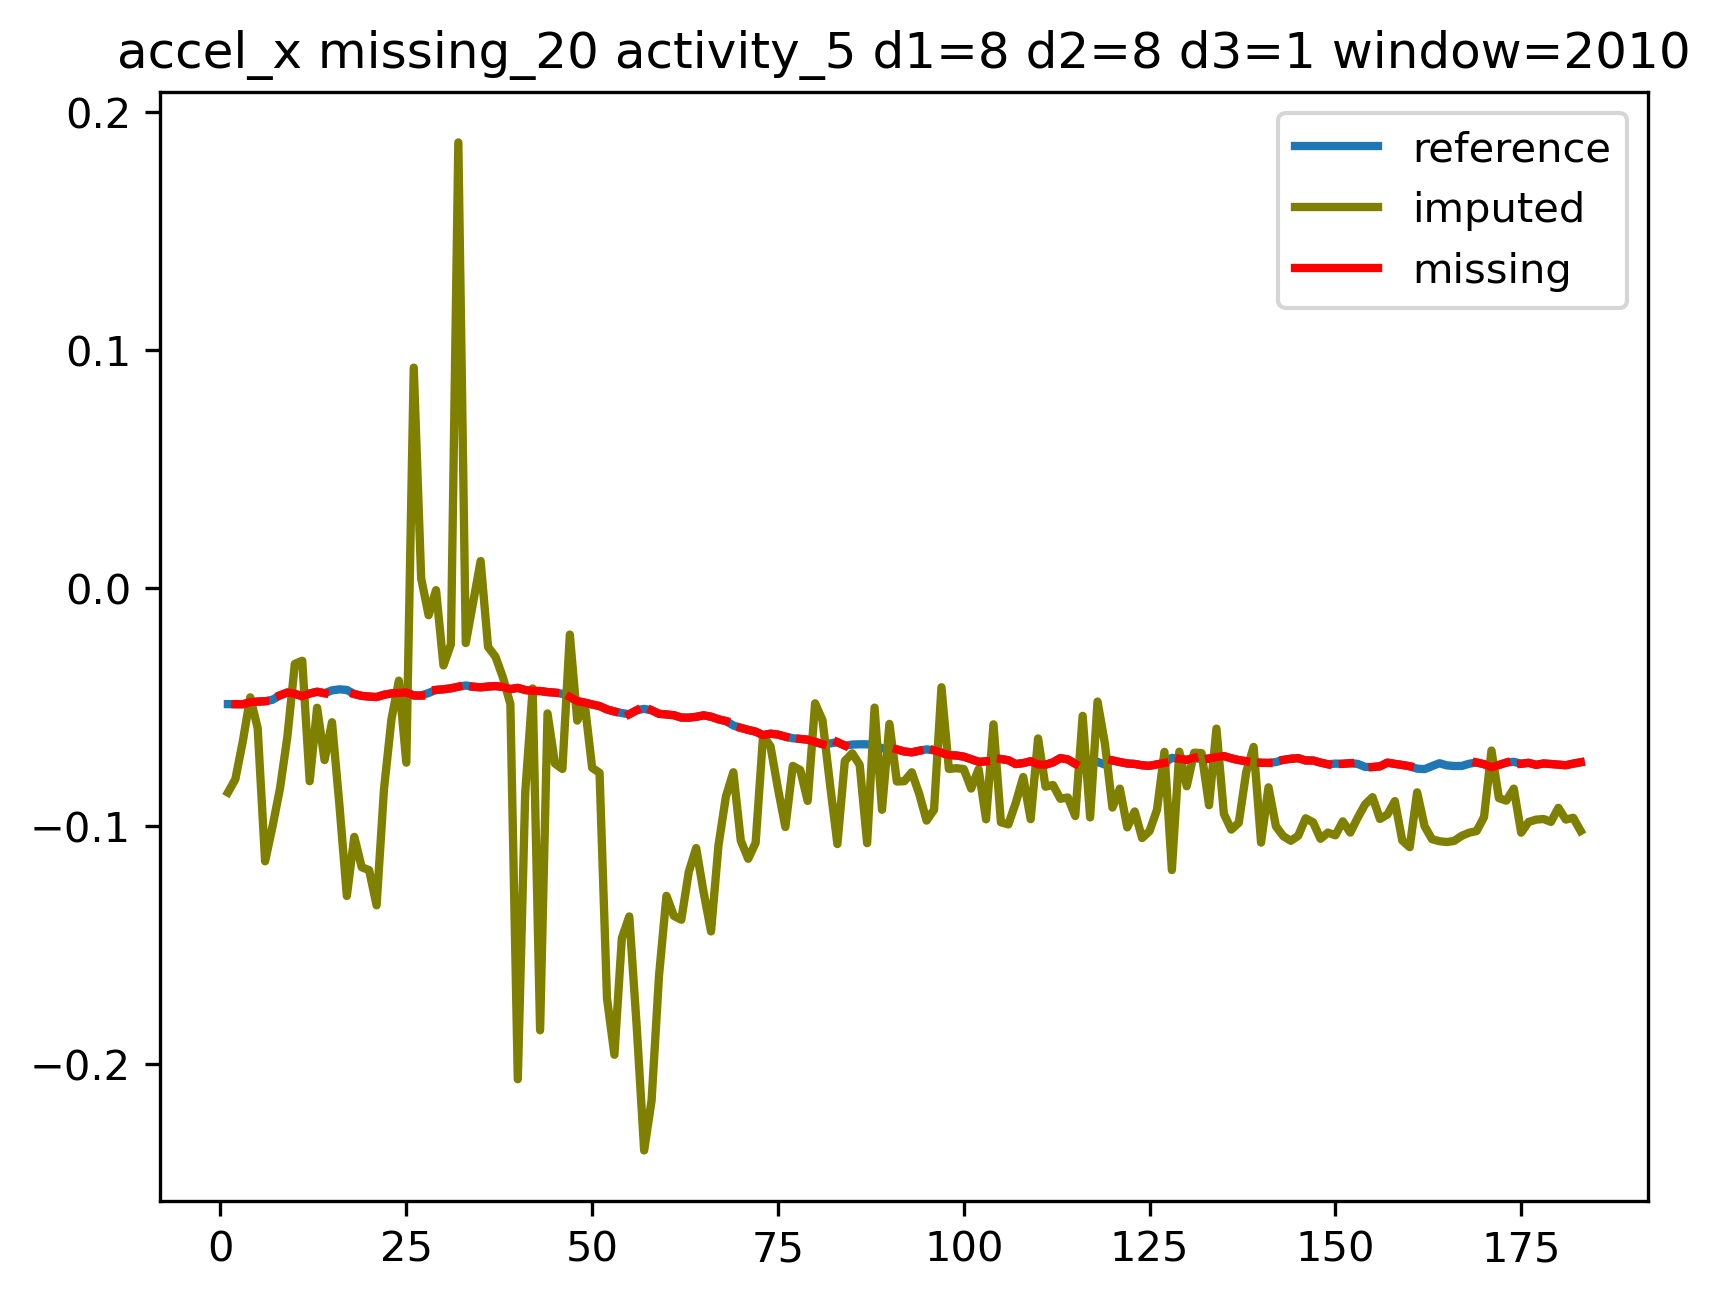 accel_x missing_20 activity_5 d1=8 d2=8 d3=1 window=2010
reference
imputed
missing
0.2
0.1
0.0
−0.1
−0.2
0 25 50 75 100 125 150 175